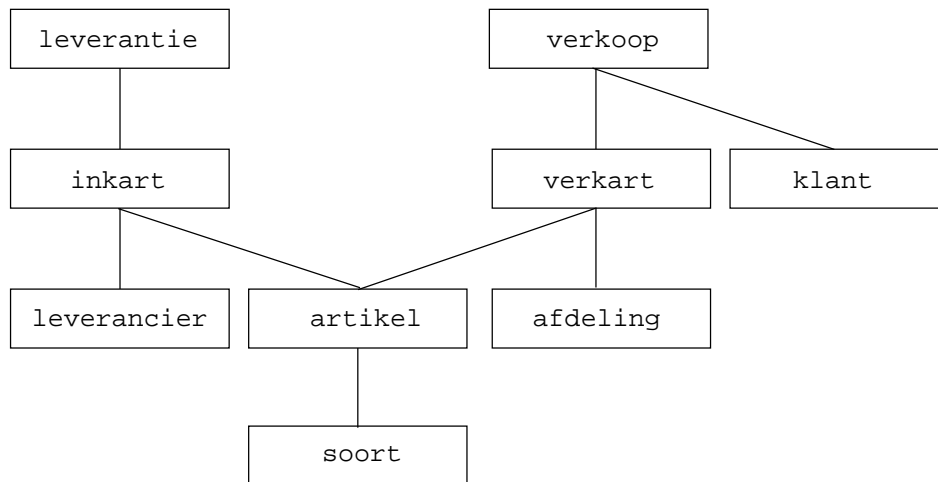 leverantie
verkoop
inkart
verkart
klant
leverancier
artikel
afdeling
soort